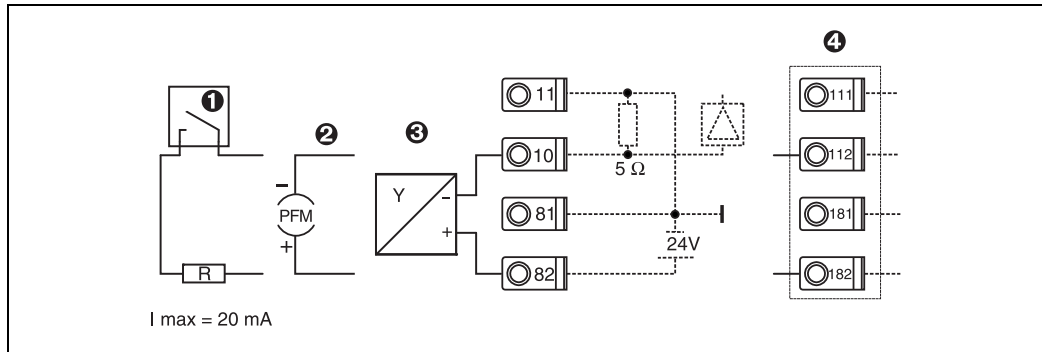 ❶
❷
❸
❹
R
I max = 20 mA
-
PFM
+
Y
-
+
11
10
81
82
5 Ω
24V
111
112
181
182